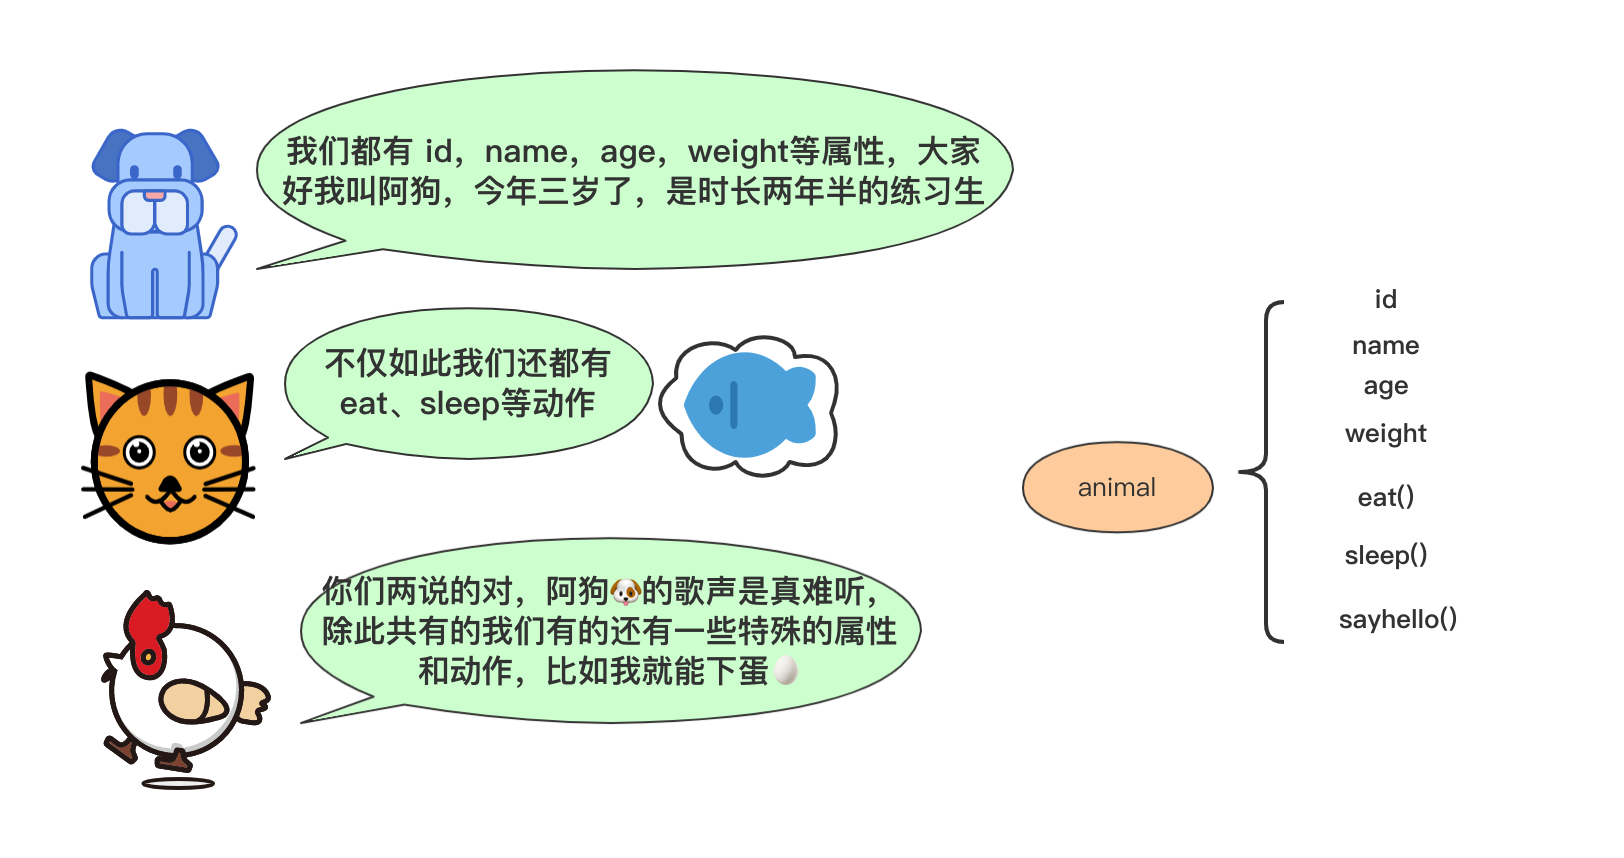 我们都有 id，name，age，weight等属性，大家
好我叫阿狗，今年三岁了，是时长两年半的练习生
不仅如此我们还都有
eat、sleep等动作
你们两说的对，阿狗🐶的歌声是真难听，
除此共有的我们有的还有一些特殊的属性
和动作，比如我就能下蛋🥚
animal
id
name
age
weight
eat()
sleep()
sayhello()